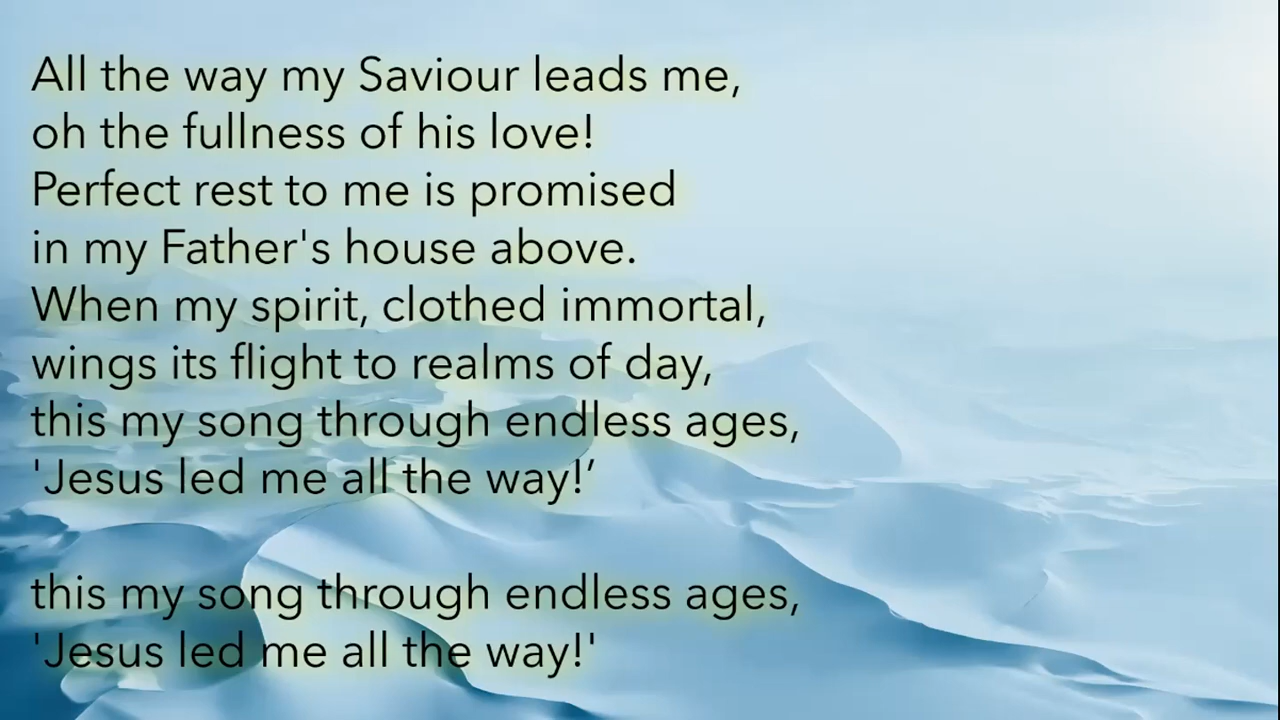 All the way my Saviour leads me,
oh the fullness of his love!
Perfect rest to me is promised
in my Father's house above.
When my spirit, clothed immortal,
wings its flight to realms of day,
this my song through endless ages,
'Jesus led me all the way!’
this my song through endless ages,
'Jesus led me all the way!'